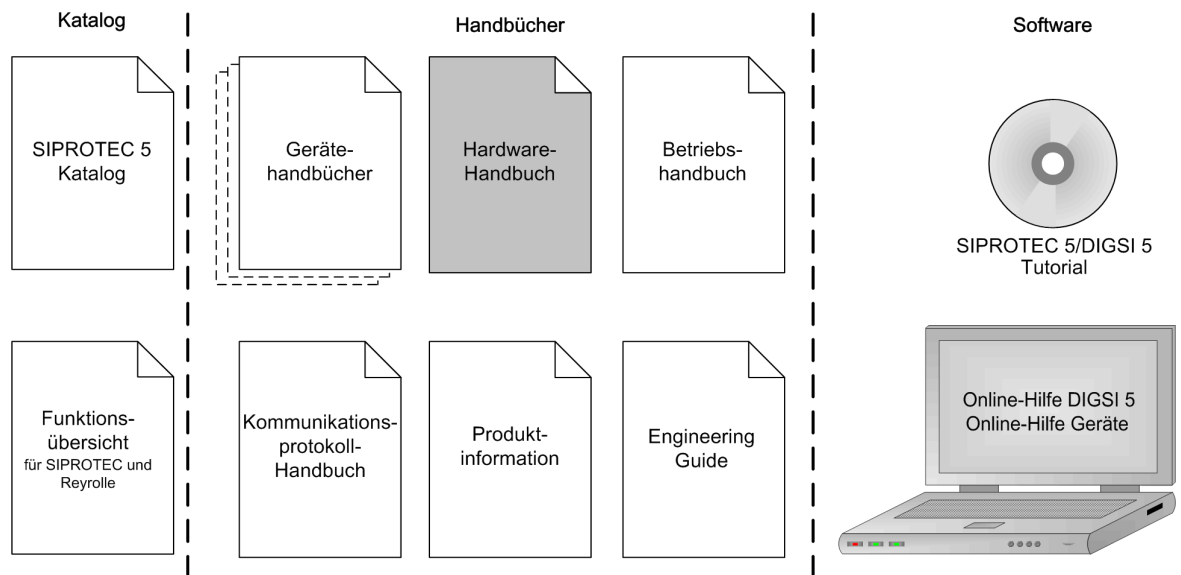 Katalog
Handbücher
Software
SIPROTEC 5
Katalog
Geräte-
handbücher
Hardware-
Handbuch
Betriebs-
handbuch
SIPROTEC 5/DIGSI 5
Tutorial
Funktions-
übersicht
für SIPROTEC und
Reyrolle
Kommunikations-
protokoll-
Handbuch
Produkt-
information
Engineering
Guide
Online-Hilfe DIGSI 5
Online-Hilfe Geräte